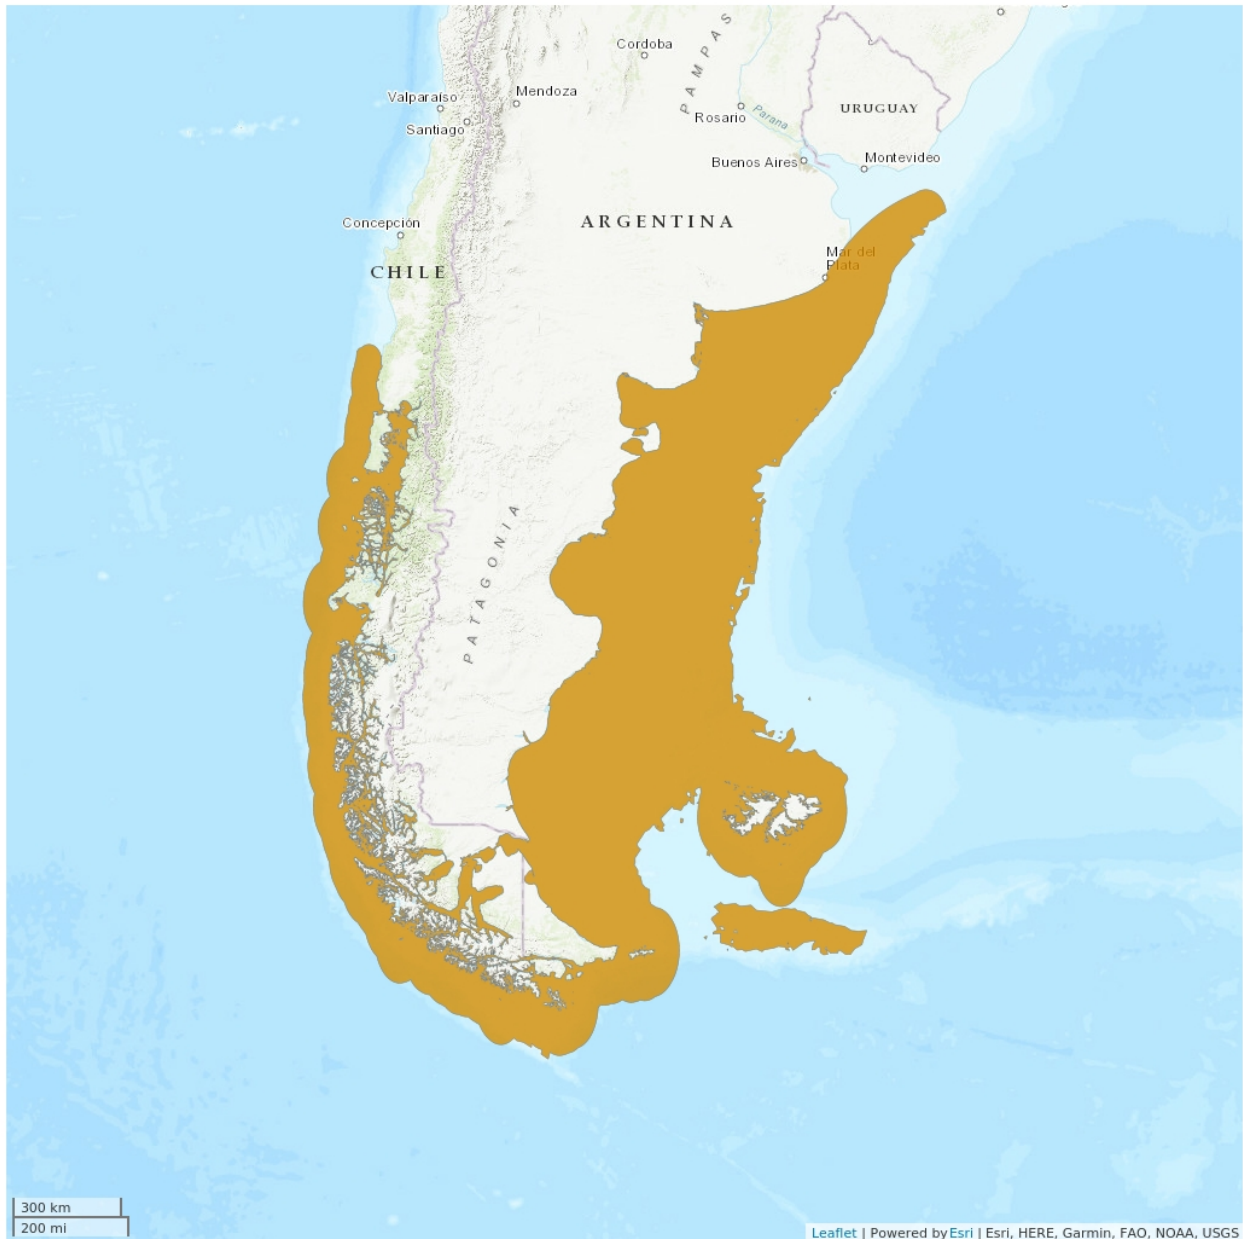 Cordoba
PAMPAS
Valparaíso
Mendoza
Santiago
Rosario
Parana
URUGUAY
Buenos Aires
Montevideo
Concepción
ARGENTINA
CHILE
Mar del
Plata
PATAGONIA
300 km
200 mi
Leaflet | Powered by Esri | Esri, HERE, Garmin, FAO, NOAA, USGS